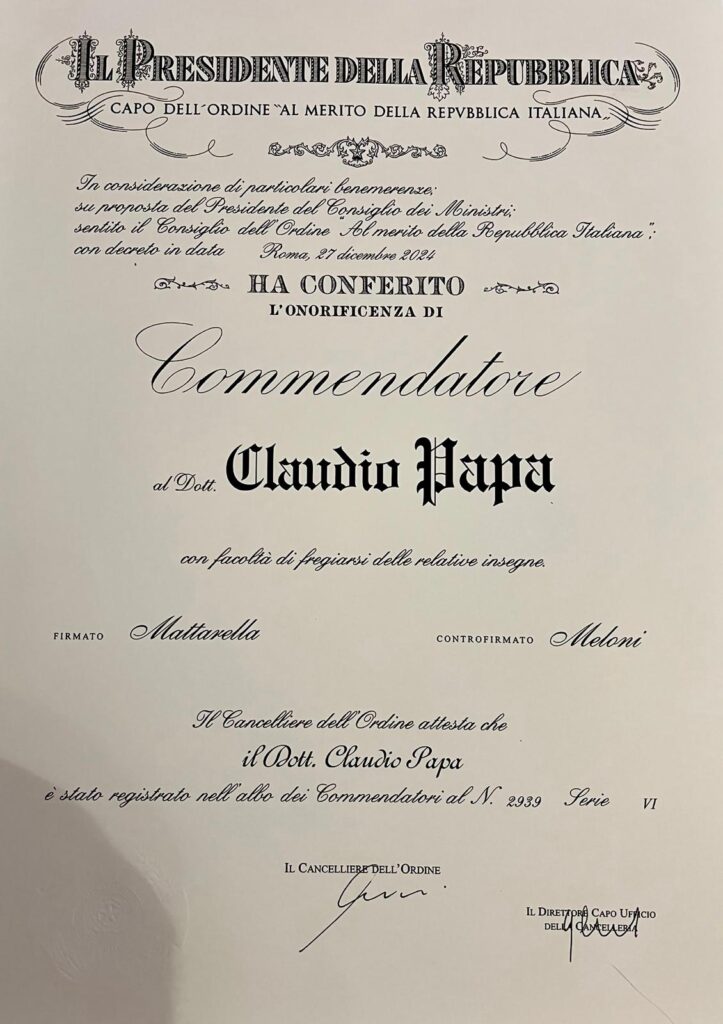 IL PRESIDENTE DELLA REPUBBLICA
CAPO DELL'ORDINE "AL MERITO DELLA REPVBBLICA ITALIANA„
In considerazione di particolari benemerenze;
su proposta del Presidente del Consiglio dei Ministri;
sentito il Consiglio dell'Ordine "Al merito della Repubblica Italiana";
con decreto in data Roma, 27 dicembre 2024
HA CONFERITO
L'ONORIFICENZA DI
Commendatore
al Dott. Claudio Papa
con facoltà di fregiarsi delle relative insegne.
FIRMATO Mattarella CONTROFIRMATO Meloni
Il Cancelliere dell'Ordine attesta che
il Dott. Claudio Papa
è stato registrato nell'albo dei Commendatori al N. 2939 Serie VI
IL CANCELLIERE DELL'ORDINE
IL DIRETTORE CAPO UFFICIO
DELLA CANCELLERIA